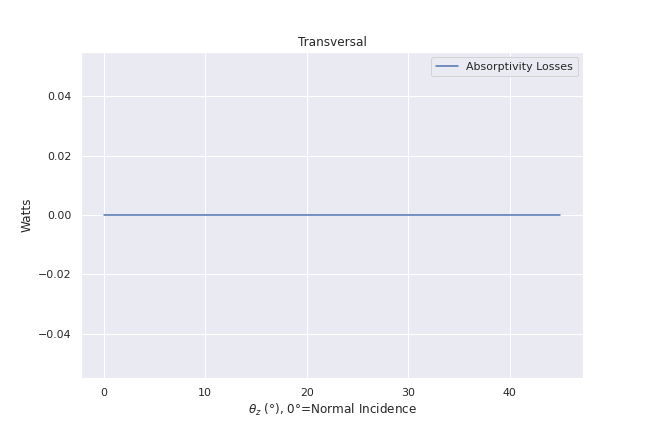 Transversal
Absorptivity Losses
0.04
0.02
0.00
−0.02
−0.04
Watts
0
10
20
30
40
θz (°), 0°=Normal Incidence